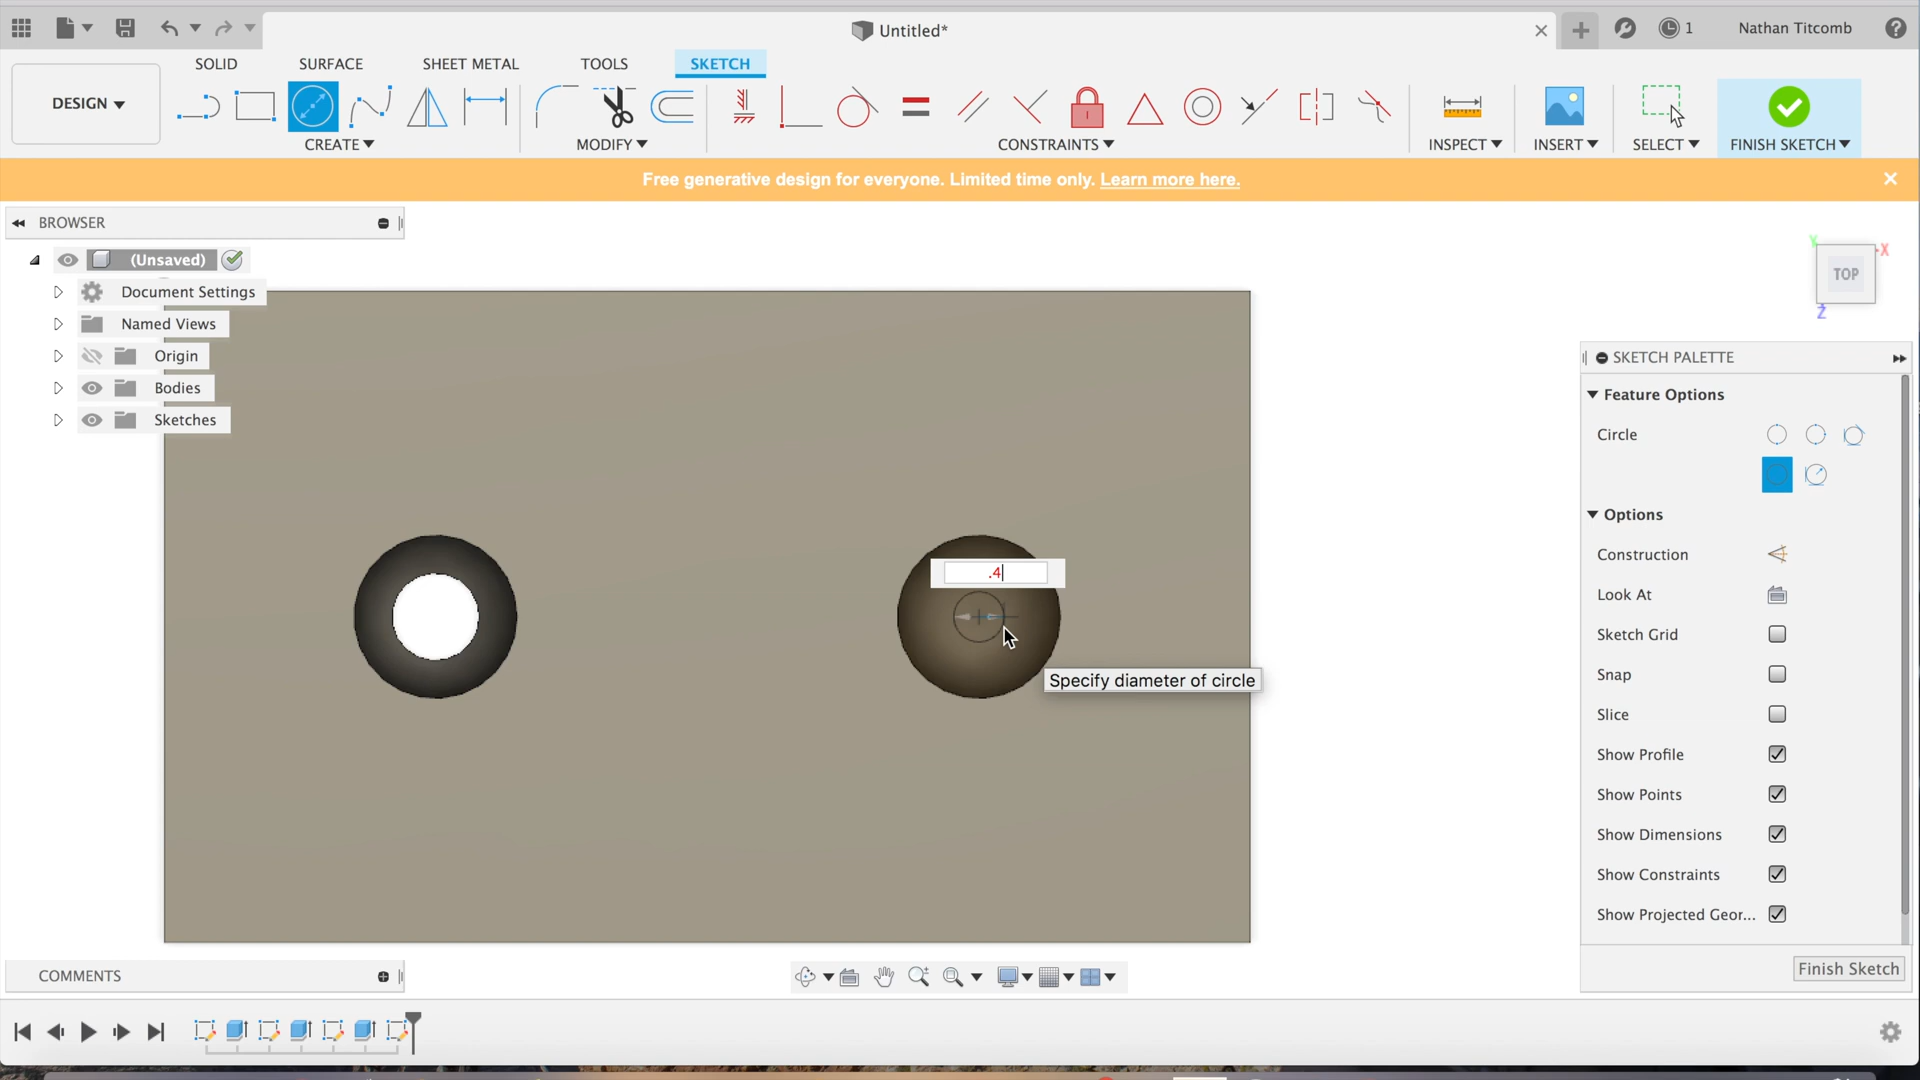 Untitled*
1
Nathan Titcomb
SOLID
SURFACE
SHEET METAL
TOOLS
SKETCH
DESIGN
CREATE
MODIFY
CONSTRAINTS
INSPECT
INSERT
SELECT
FINISH SKETCH
Free generative design for everyone. Limited time only. Learn more here.
BROWSER
(Unsaved)
Document Settings
Named Views
Origin
Bodies
Sketches
Y
X
TOP
Z
.4
Specify diameter of circle
SKETCH PALETTE
Feature Options
Circle
Options
Construction
Look At
Sketch Grid
Snap
Slice
Show Profile
Show Points
Show Dimensions
Show Constraints
Show Projected Geor...
Finish Sketch
COMMENTS